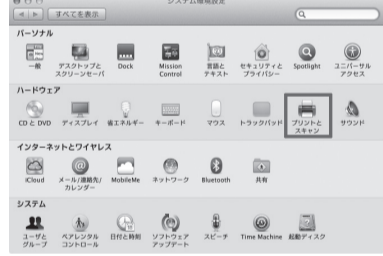 システム環境設定
すべてを表示
パーソナル
一般
デスクトップと
スクリーンセーバ
Dock
Mission
Control
言語と
テキスト
セキュリティと
プライバシー
Spotlight
ユニバーサル
アクセス
ハードウェア
CD と DVD
ディスプレイ
省エネルギー
キーボード
マウス
トラックパッド
プリントと
スキャン
サウンド
インターネットとワイヤレス
iCloud
メール/連絡先/
カレンダー
MobileMe
ネットワーク
Bluetooth
共有
システム
ユーザと
グループ
ペアレンタル
コントロール
日付と時刻
ソフトウェア
アップデート
スピーチ
Time Machine
起動ディスク